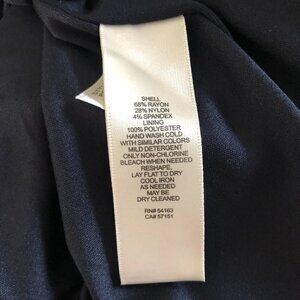 SHELL
68% RAYON
28% NYLON
4% SPANDEX
LINING
100% POLYESTER
HAND WASH COLD
WITH SIMILAR COLORS
MILD DETERGENT
ONLY NON-CHLORINE
BLEACH WHEN NEEDED
RESHAPE,
LAY FLAT TO DRY
COOL IRON
AS NEEDED
MAY BE
DRY CLEANED
RN# 54163
CA# 57151